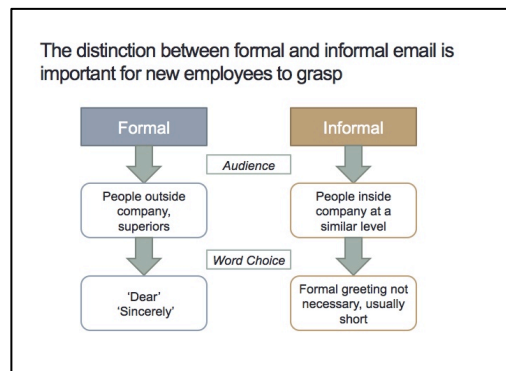 The distinction between formal and informal email is
important for new employees to grasp
Formal
Informal
Audience
People outside
company,
superiors
People inside
company at a
similar level
Word Choice
‘Dear’
‘Sincerely’
Formal greeting not
necessary, usually
short